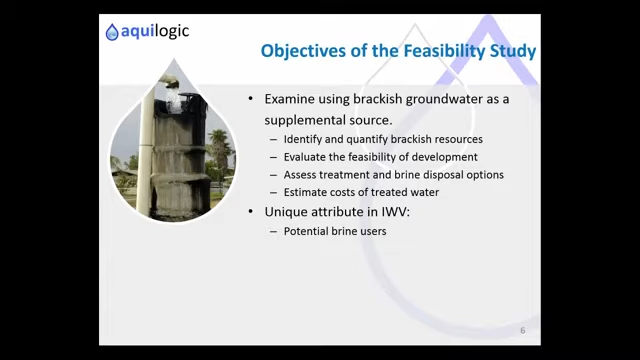 aquilogic
Objectives of the Feasibility Study
• Examine using brackish groundwater as a
supplemental source.
– Identify and quantify brackish resources
– Evaluate the feasibility of development
– Assess treatment and brine disposal options
– Estimate costs of treated water
• Unique attribute in IWV:
– Potential brine users
6